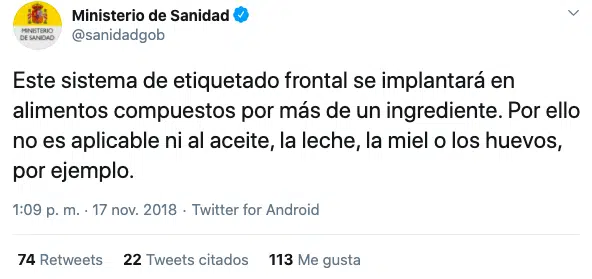 Ministerio de Sanidad
@sanidadgob
MINISTERIO
DE SANIDAD
Este sistema de etiquetado frontal se implantará en
alimentos compuestos por más de un ingrediente. Por ello
no es aplicable ni al aceite, la leche, la miel o los huevos,
por ejemplo.
1:09 p. m. · 17 nov. 2018 · Twitter for Android
74 Retweets 22 Tweets citados 113 Me gusta